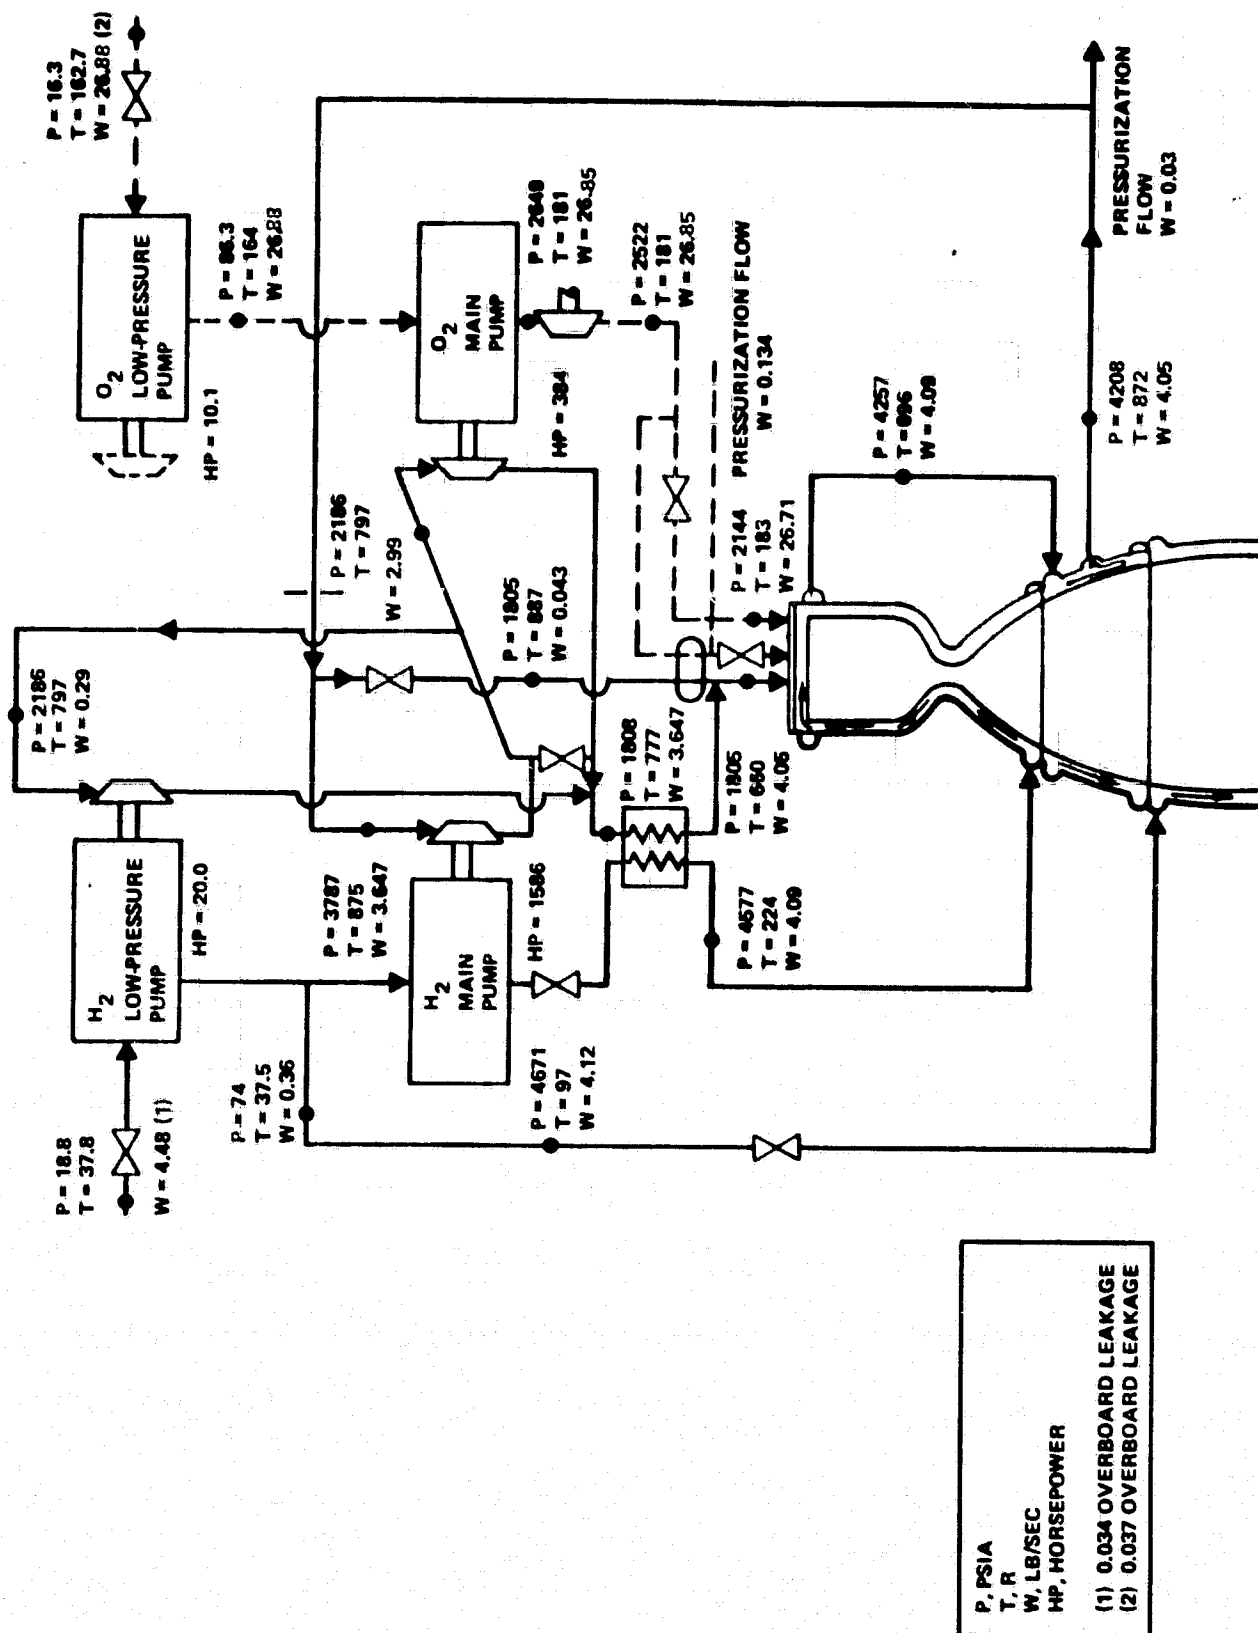 P = 16.3
T = 162.7
W = 26.88 (2)
O2
LOW-PRESSURE
PUMP
HP = 10.1
P = 86.3
T = 164
W = 26.88
O2
MAIN
PUMP
HP = 384
P = 2649
T = 181
W = 26.85
P = 2522
T = 181
W = 26.85
PRESSURIZATION FLOW
W = 0.134
P = 2144
T = 183
W = 26.71
P = 4257
T = 696
W = 4.09
P = 4208
T = 872
W = 4.05
PRESSURIZATION
FLOW
W = 0.03
P = 2186
T = 797
W = 2.99
P = 1805
T = 887
W = 0.043
P = 2186
T = 797
W = 0.29
H2
LOW-PRESSURE
PUMP
HP = 20.0
P = 18.8
T = 37.8
W = 4.48 (1)
P = 74
T = 37.5
W = 0.36
P = 3787
T = 875
W = 3.647
H2
MAIN
PUMP
HP = 1586
P = 4671
T = 97
W = 4.12
P = 1808
T = 777
W = 3.647
P = 1805
T = 660
W = 4.05
P = 4577
T = 224
W = 4.09
P, PSIA
T, R
W, LB/SEC
HP, HORSEPOWER
(1) 0.034 OVERBOARD LEAKAGE
(2) 0.037 OVERBOARD LEAKAGE